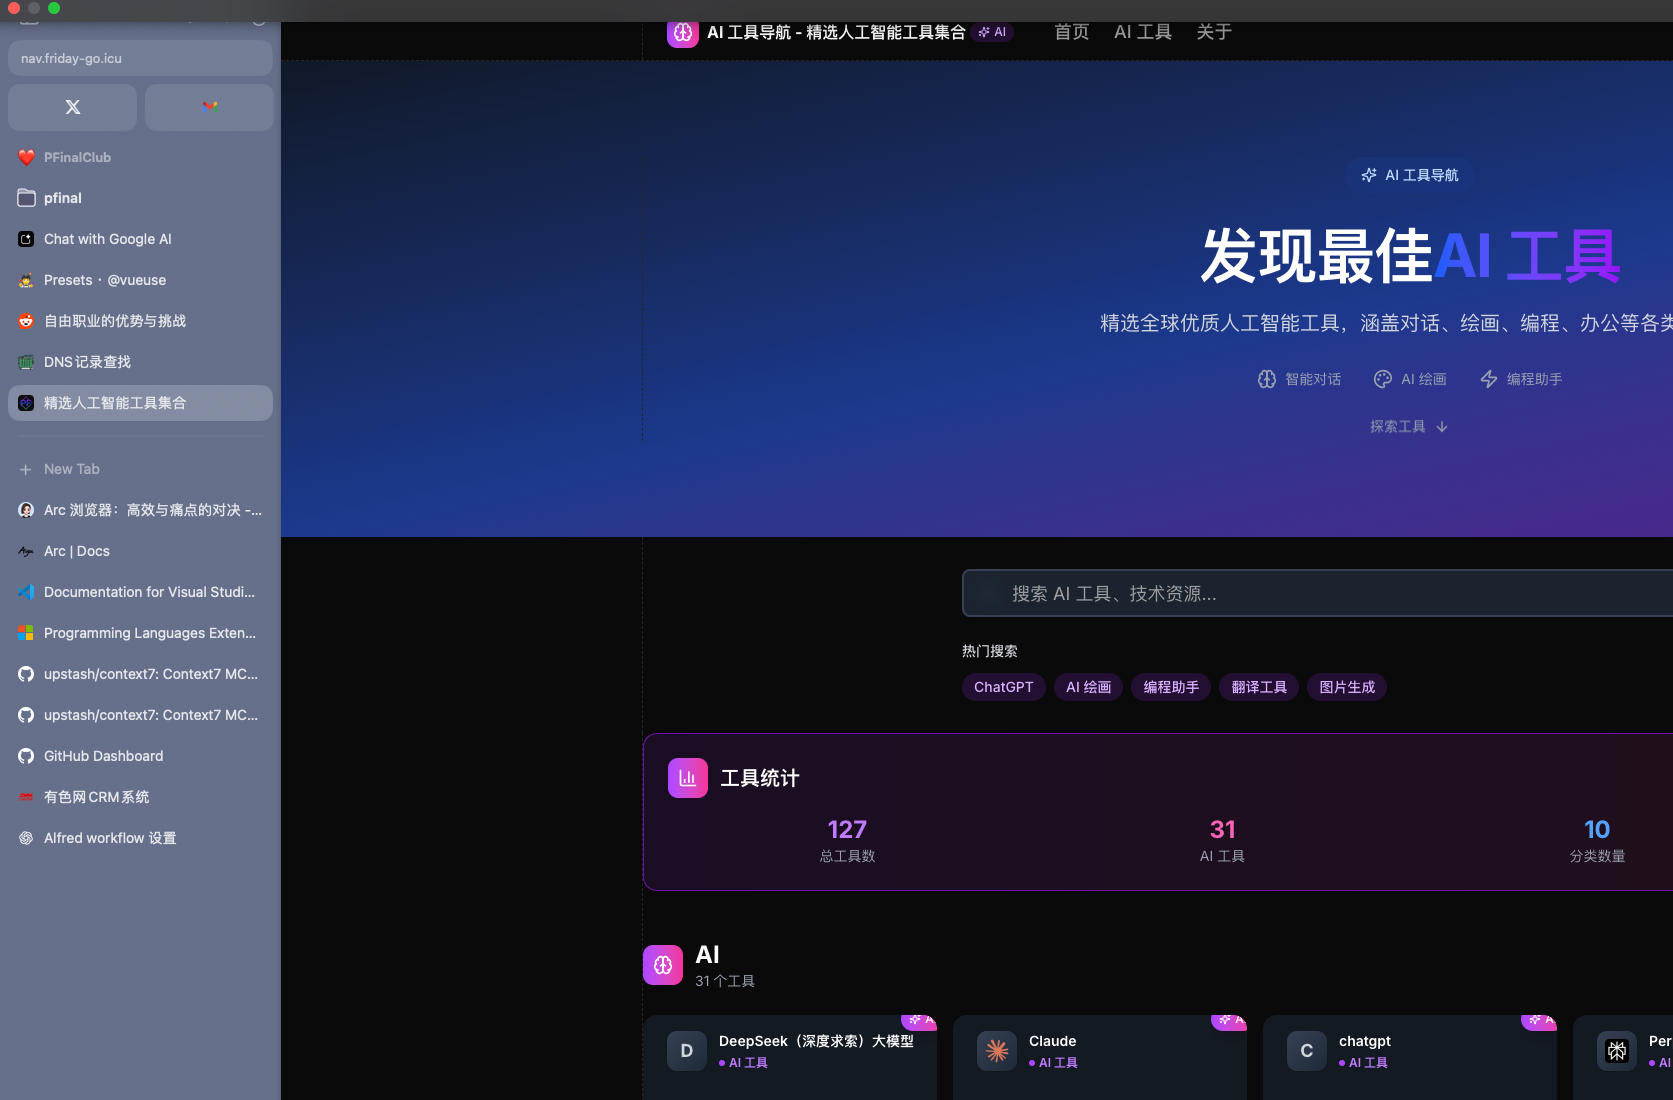 nav.friday-go.icu
PFinalClub
pfinal
Chat with Google AI
Presets · @vueuse
自由职业的优势与挑战
DNS记录查找
精选人工智能工具集合
New Tab
Arc 浏览器：高效与痛点的对决 -...
Arc | Docs
Documentation for Visual Studi...
Programming Languages Exten...
upstash/context7: Context7 MC...
upstash/context7: Context7 MC...
GitHub Dashboard
有色网CRM系统
Alfred workflow 设置
AI 工具导航 - 精选人工智能工具集合 AI 首页 AI 工具 关于
AI 工具导航
发现最佳AI 工具
精选全球优质人工智能工具，涵盖对话、绘画、编程、办公等各类
智能对话 AI 绘画 编程助手
探索工具
搜索 AI 工具、技术资源...
热门搜索
ChatGPT AI 绘画 编程助手 翻译工具 图片生成
工具统计
127 31 10
总工具数 AI 工具 分类数量
AI
31 个工具
DeepSeek（深度求索）大模型
AI 工具
Claude
AI 工具
chatgpt
AI 工具
Per
AI